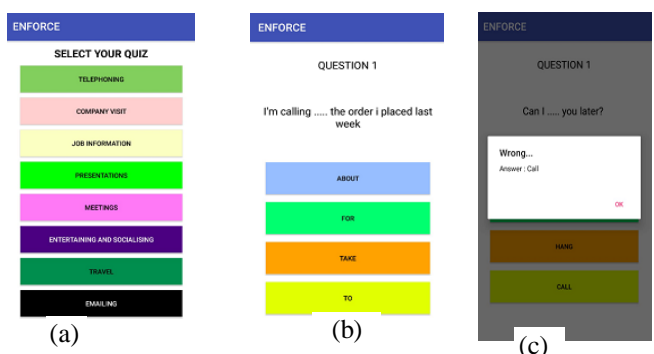 ENFORCE
SELECT YOUR QUIZ
TELEPHONING
COMPANY VISIT
JOB INFORMATION
PRESENTATIONS
MEETINGS
ENTERTAINING AND SOCIALISING
TRAVEL
EMAILING
(a)
ENFORCE
QUESTION 1
I'm calling ..... the order i placed last
week
ABOUT
FOR
TAKE
TO
(b)
ENFORCE
QUESTION 1
Can I ..... you later?
Wrong...
Answer : Call
OK
HANG
CALL
(c)